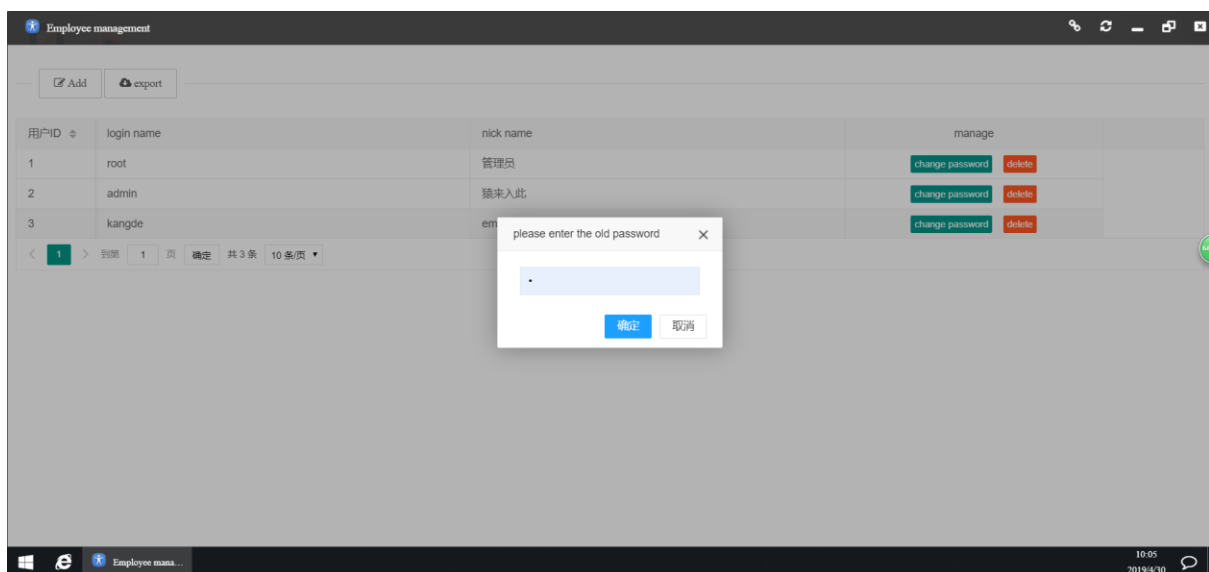 Employee management
Add export
用户ID login name nick name manage
1 root 管理员 change password delete
2 admin 猿来入此 change password delete
3 kangde em change password delete
1 到第 1 页 确定 共 3 条 10 条/页
please enter the old password
确定 取消
Employee mana...
10:05
2019/4/30